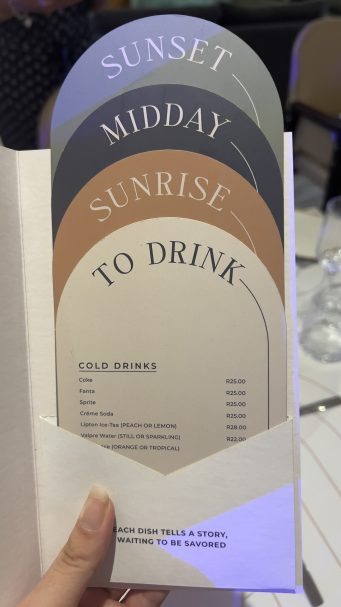 SUNSET
MIDDAY
SUNRISE
TO DRINK
COLD DRINKS
Coke R25.00
Fanta R25.00
Sprite R25.00
Crème Soda R25.00
Lipton Ice-Tea (PEACH OR LEMON) R28.00
Valpre Water (STILL OR SPARKLING) R22.00
(ORANGE OR TROPICAL)
EACH DISH TELLS A STORY,
WAITING TO BE SAVORED